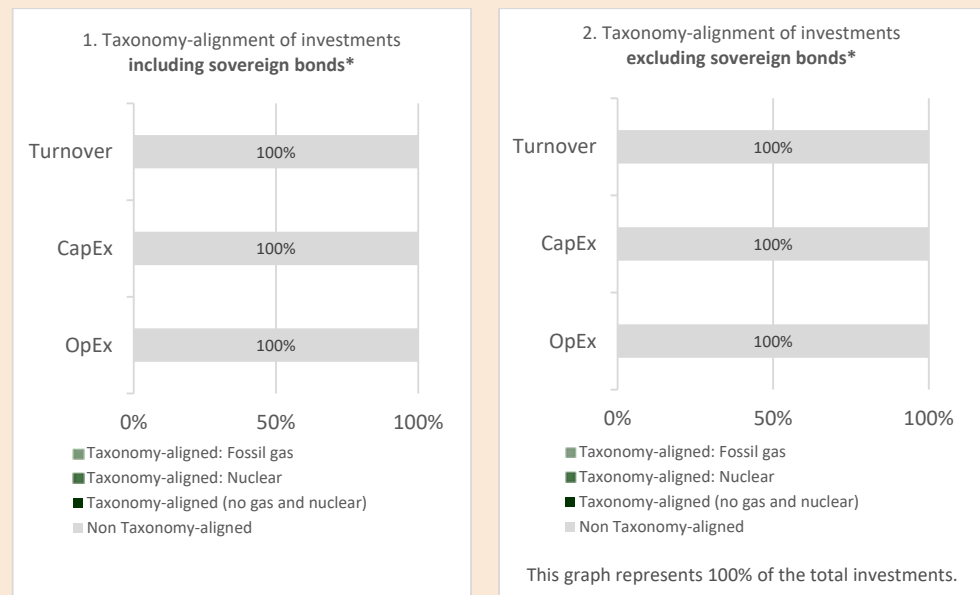 1. Taxonomy-alignment of investments
including sovereign bonds*
Turnover
100%
CapEx
100%
OpEx
100%
0%
50%
100%
Taxonomy-aligned: Fossil gas
Taxonomy-aligned: Nuclear
Taxonomy-aligned (no gas and nuclear)
Non Taxonomy-aligned
2. Taxonomy-alignment of investments
excluding sovereign bonds*
Turnover
100%
CapEx
100%
OpEx
100%
0%
50%
100%
Taxonomy-aligned: Fossil gas
Taxonomy-aligned: Nuclear
Taxonomy-aligned (no gas and nuclear)
Non Taxonomy-aligned
This graph represents 100% of the total investments.